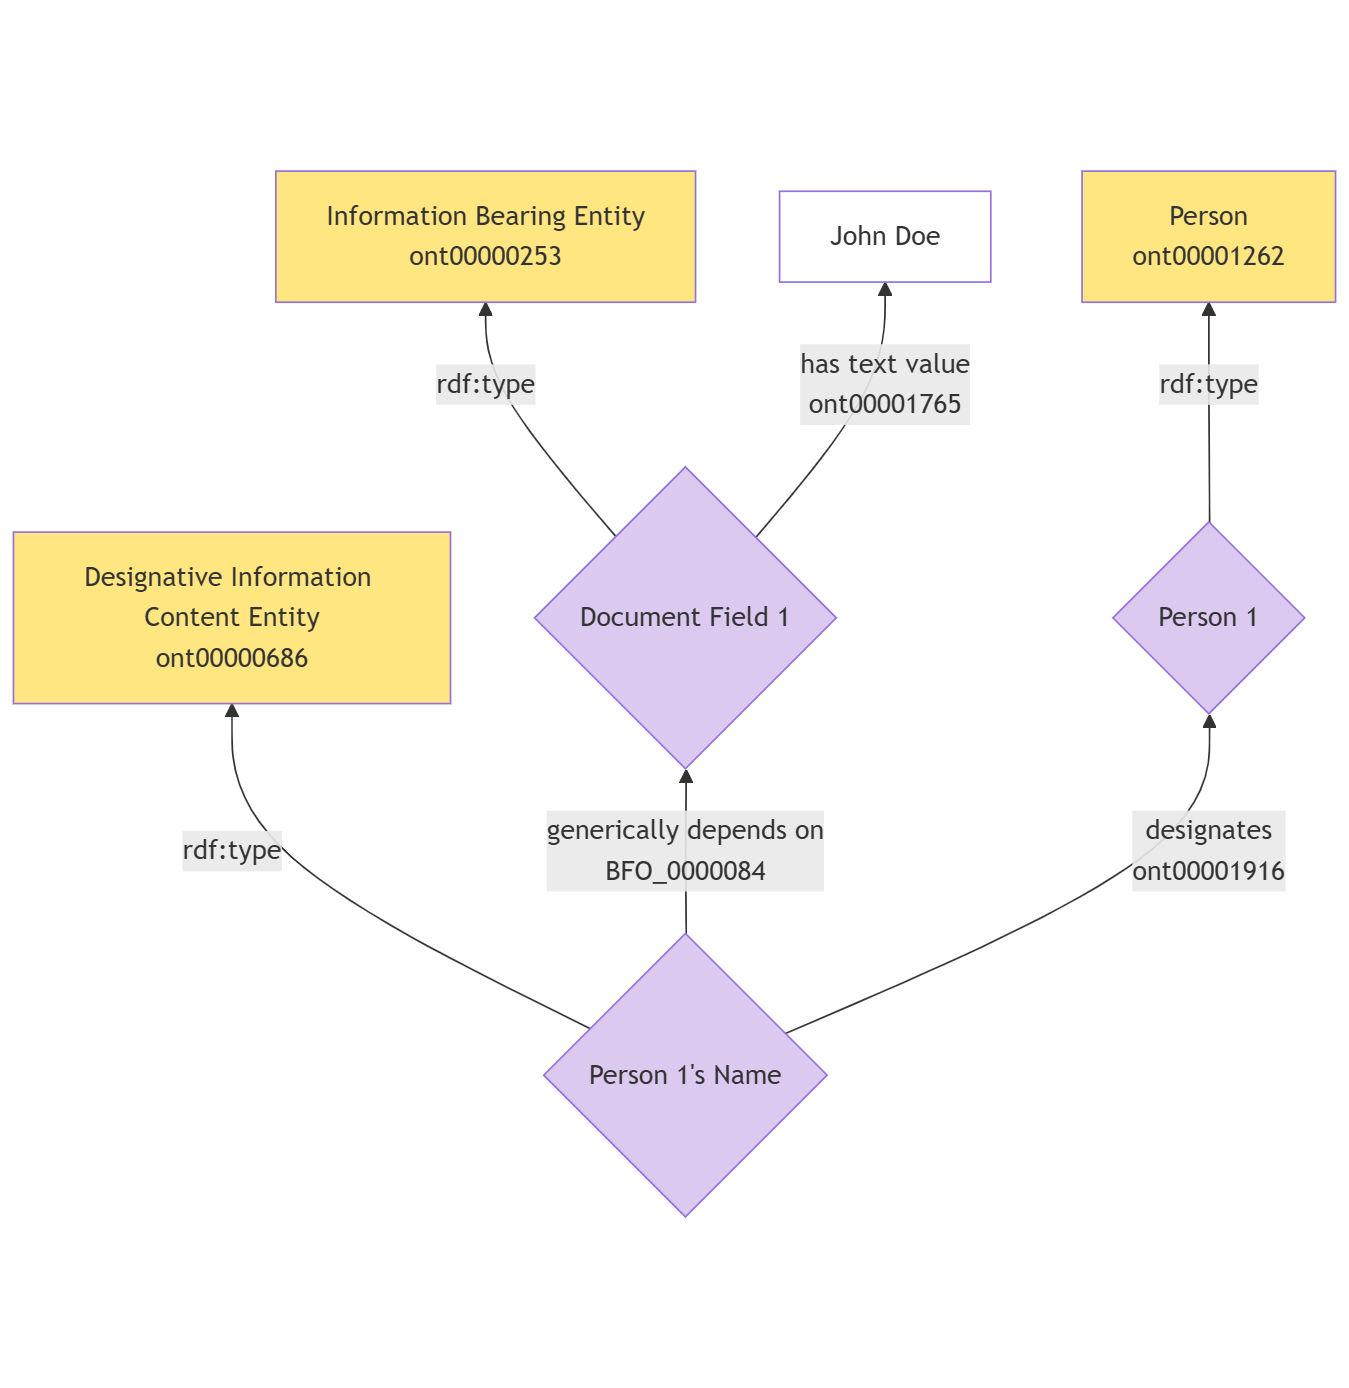 Information Bearing Entity
ont00000253
John Doe
Person
ont00001262
rdf:type
has text value
ont00001765
rdf:type
Designative Information
Content Entity
ont00000686
Document Field 1
Person 1
rdf:type
generically depends on
BFO_0000084
designates
ont00001916
Person 1's Name